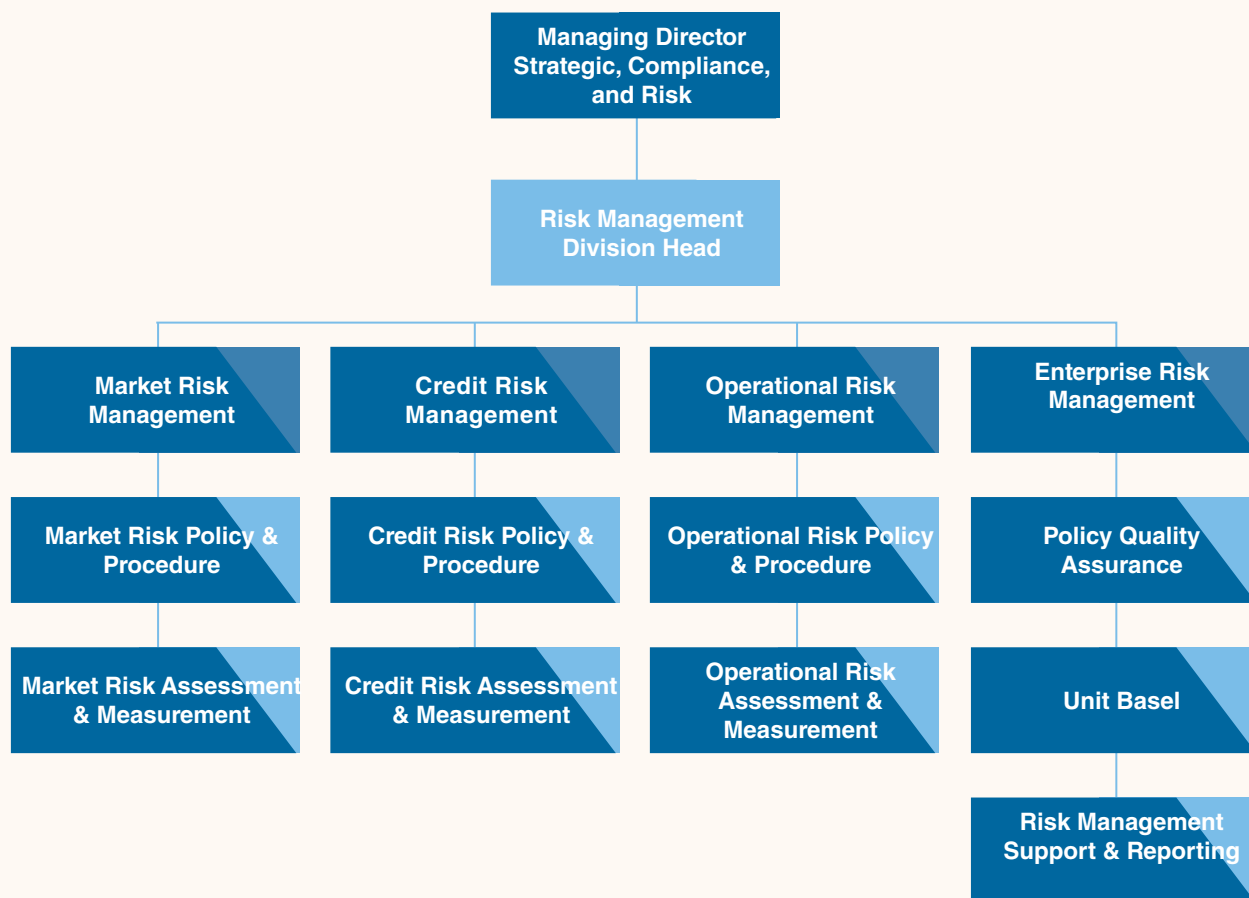 Managing Director
Strategic, Compliance,
and Risk
Risk Management
Division Head
Market Risk
Management
Credit Risk
Management
Operational Risk
Management
Enterprise Risk
Management
Market Risk Policy &
Procedure
Credit Risk Policy &
Procedure
Operational Risk Policy
& Procedure
Policy Quality
Assurance
Market Risk Assessment
& Measurement
Credit Risk Assessment
& Measurement
Operational Risk
Assessment &
Measurement
Unit Basel
Risk Management
Support & Reporting